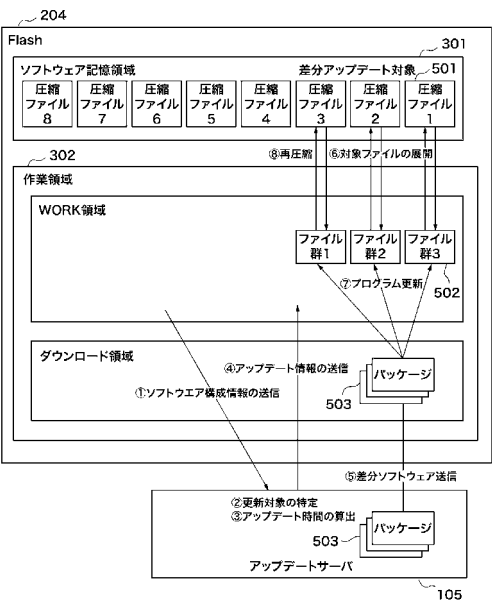 204
Flash
301
ソフトウェア記憶領域
差分アップデート対象
501
圧縮
ファイル
8
圧縮
ファイル
7
圧縮
ファイル
6
圧縮
ファイル
5
圧縮
ファイル
4
圧縮
ファイル
3
圧縮
ファイル
2
圧縮
ファイル
1
302
⑧再圧縮
⑥対象ファイルの展開
作業領域
WORK領域
ファイル
群1
ファイル
群2
ファイル
群3
⑦プログラム更新
502
ダウンロード領域
④アップデート情報の送信
パッケージ
①ソフトウエア構成情報の送信
503
⑤差分ソフトウェア送信
②更新対象の特定
③アップデート時間の算出
パッケージ
503
アップデートサーバ
105